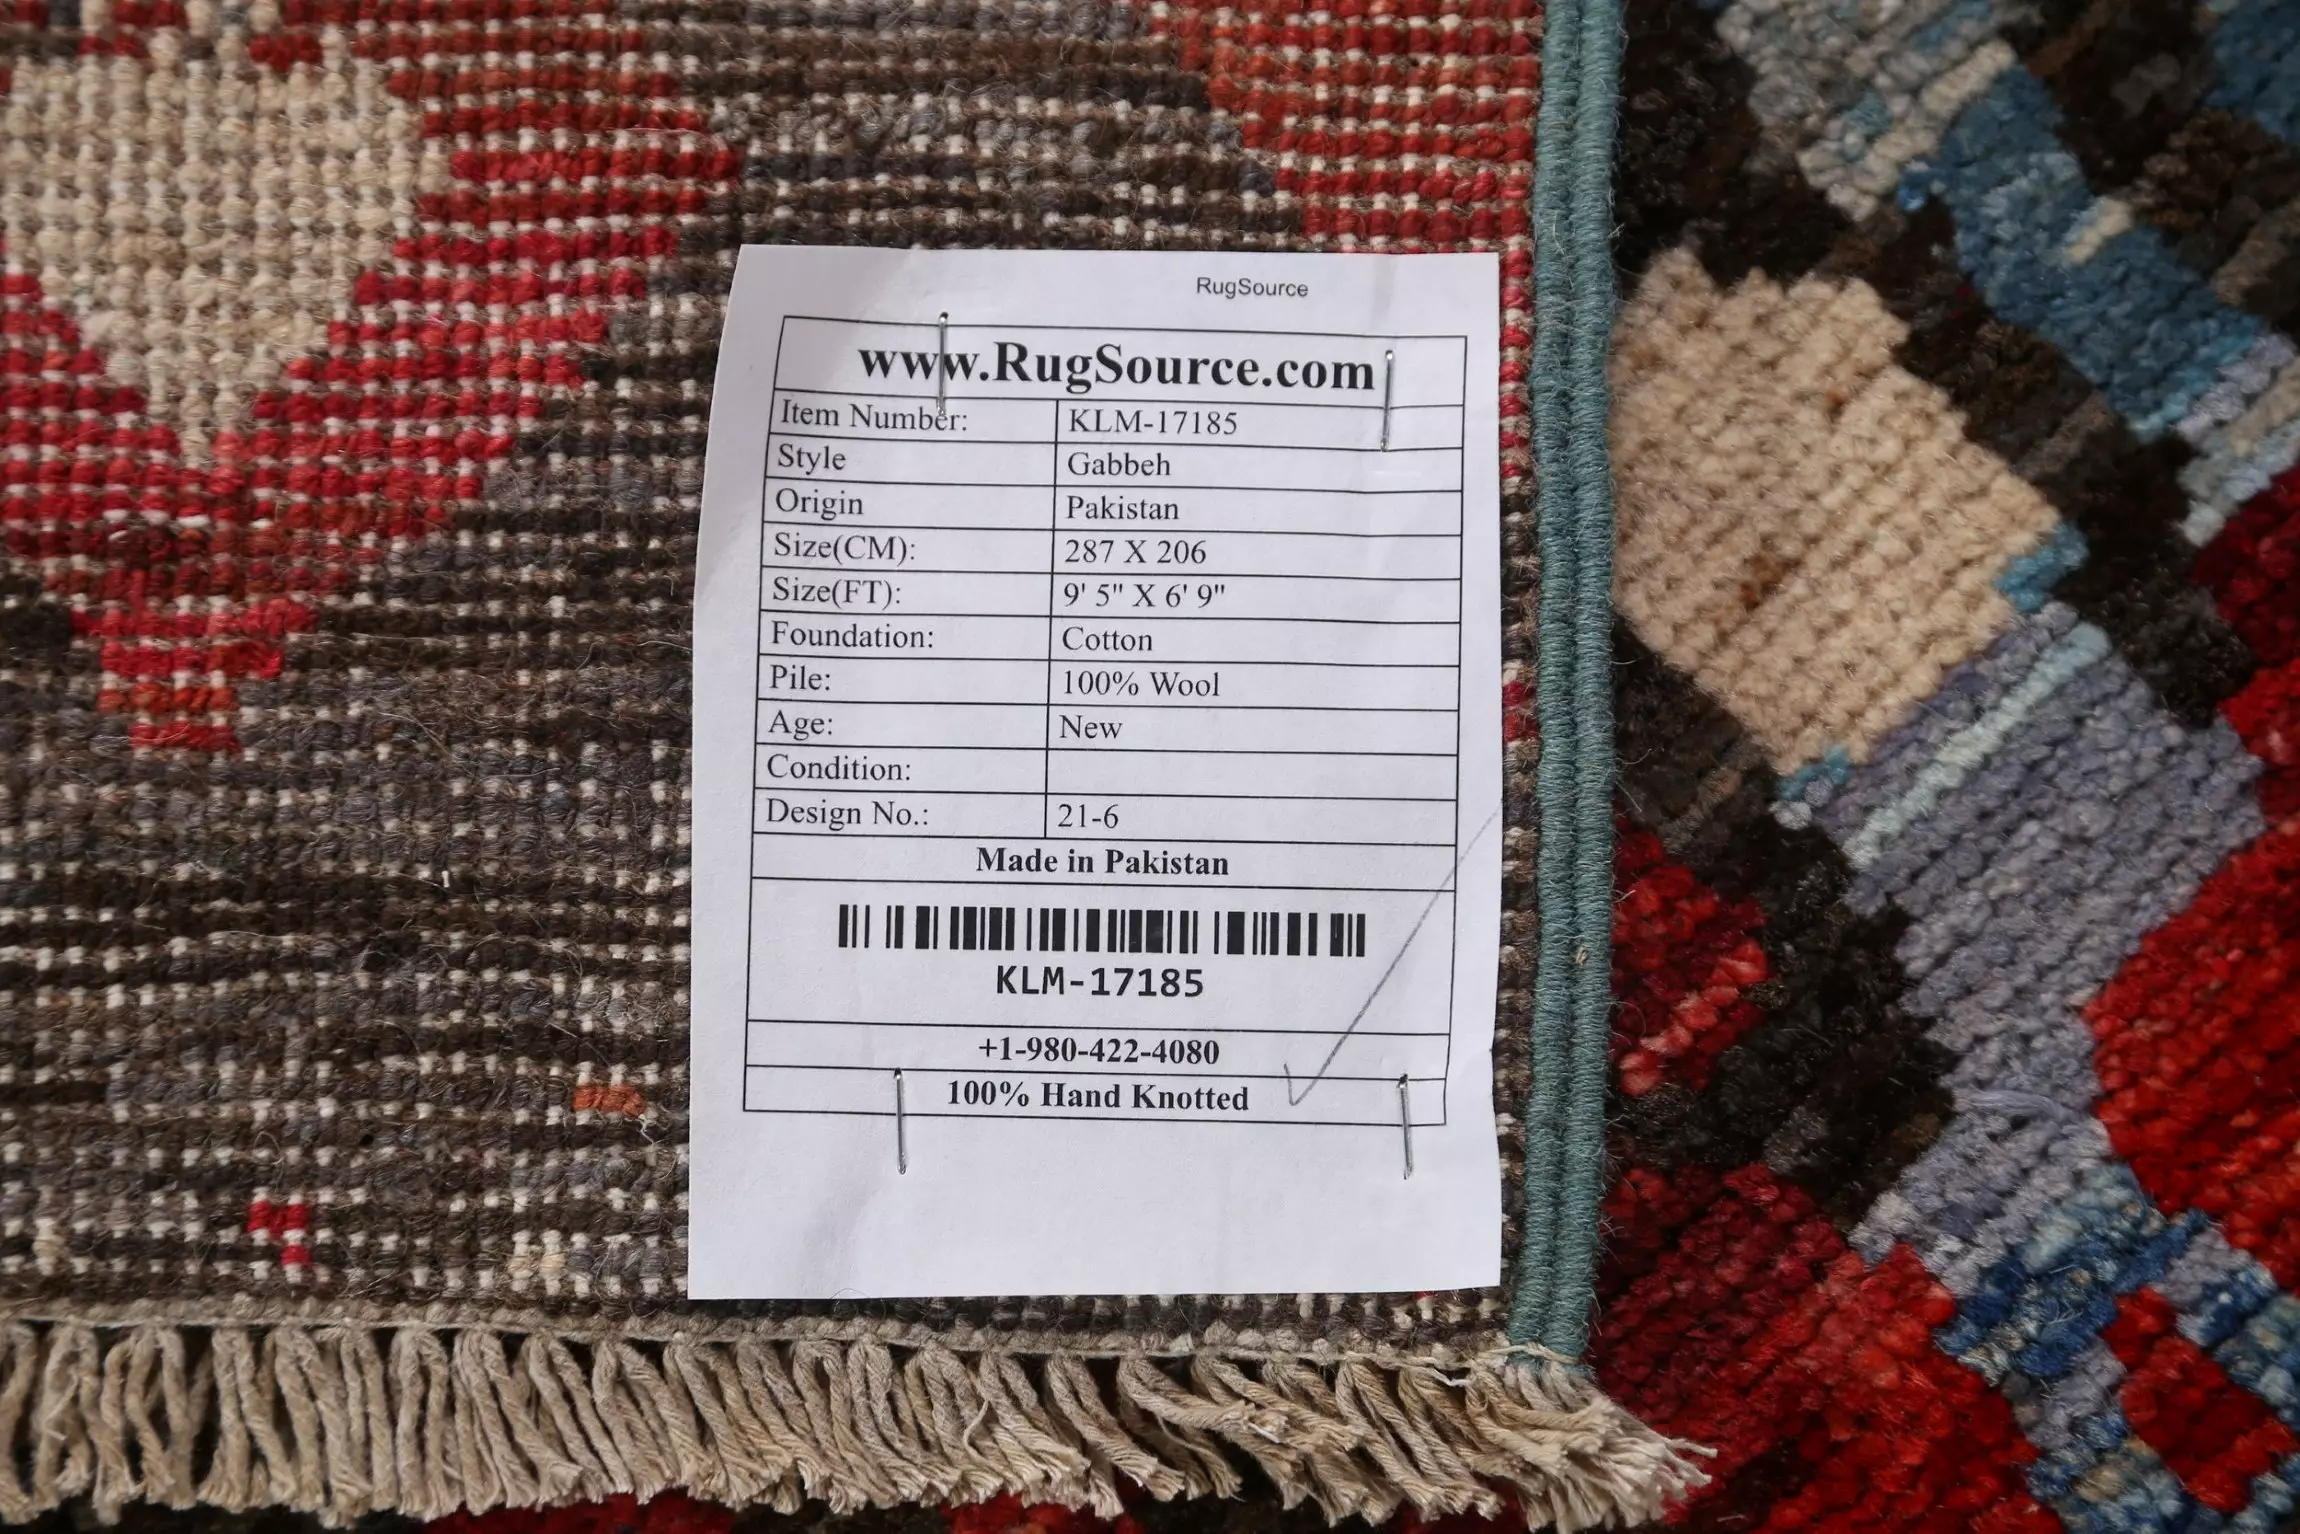 RugSource
www.RugSource.com
Item Number: KLM-17185
Style Gabbeh
Origin Pakistan
Size(CM): 287 X 206
Size(FT): 9' 5" X 6' 9"
Foundation: Cotton
Pile: 100% Wool
Age: New
Condition:
Design No.: 21-6
Made in Pakistan
KLM-17185
+1-980-422-4080
100% Hand Knotted